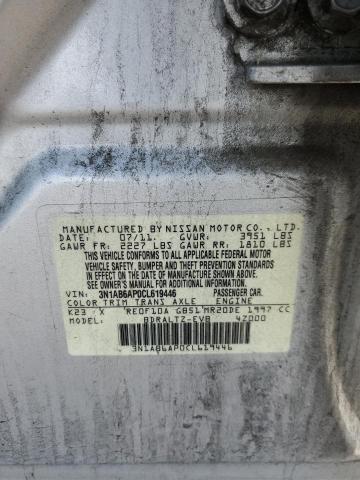 MANUFACTURED BY NISSAN MOTOR CO., LTD.
DATE: 07/11. GVWR: 3951 LBS
GAWR FR: 2227 LBS GAWR RR: 1810 LBS
THIS VEHICLE CONFORMS TO ALL APPLICABLE FEDERAL MOTOR
VEHICLE SAFETY, BUMPER AND THEFT PREVENTION STANDARDS
IN EFFECT ON THE DATE OF MANUFACTURE SHOWN ABOVE.
SEE OWNER'S MANUAL FOR ADDITIONAL INFORMATION.
VIN: 3N1AB6AP0CL619446 PASSENGER CAR.
COLOR TRIM TRANS AXLE ENGINE
K23 X RE0F10A GB51 MR20DE 1997 CC
BDRALTZ-EVB 4Z000
3N1AB6AP0CL619446